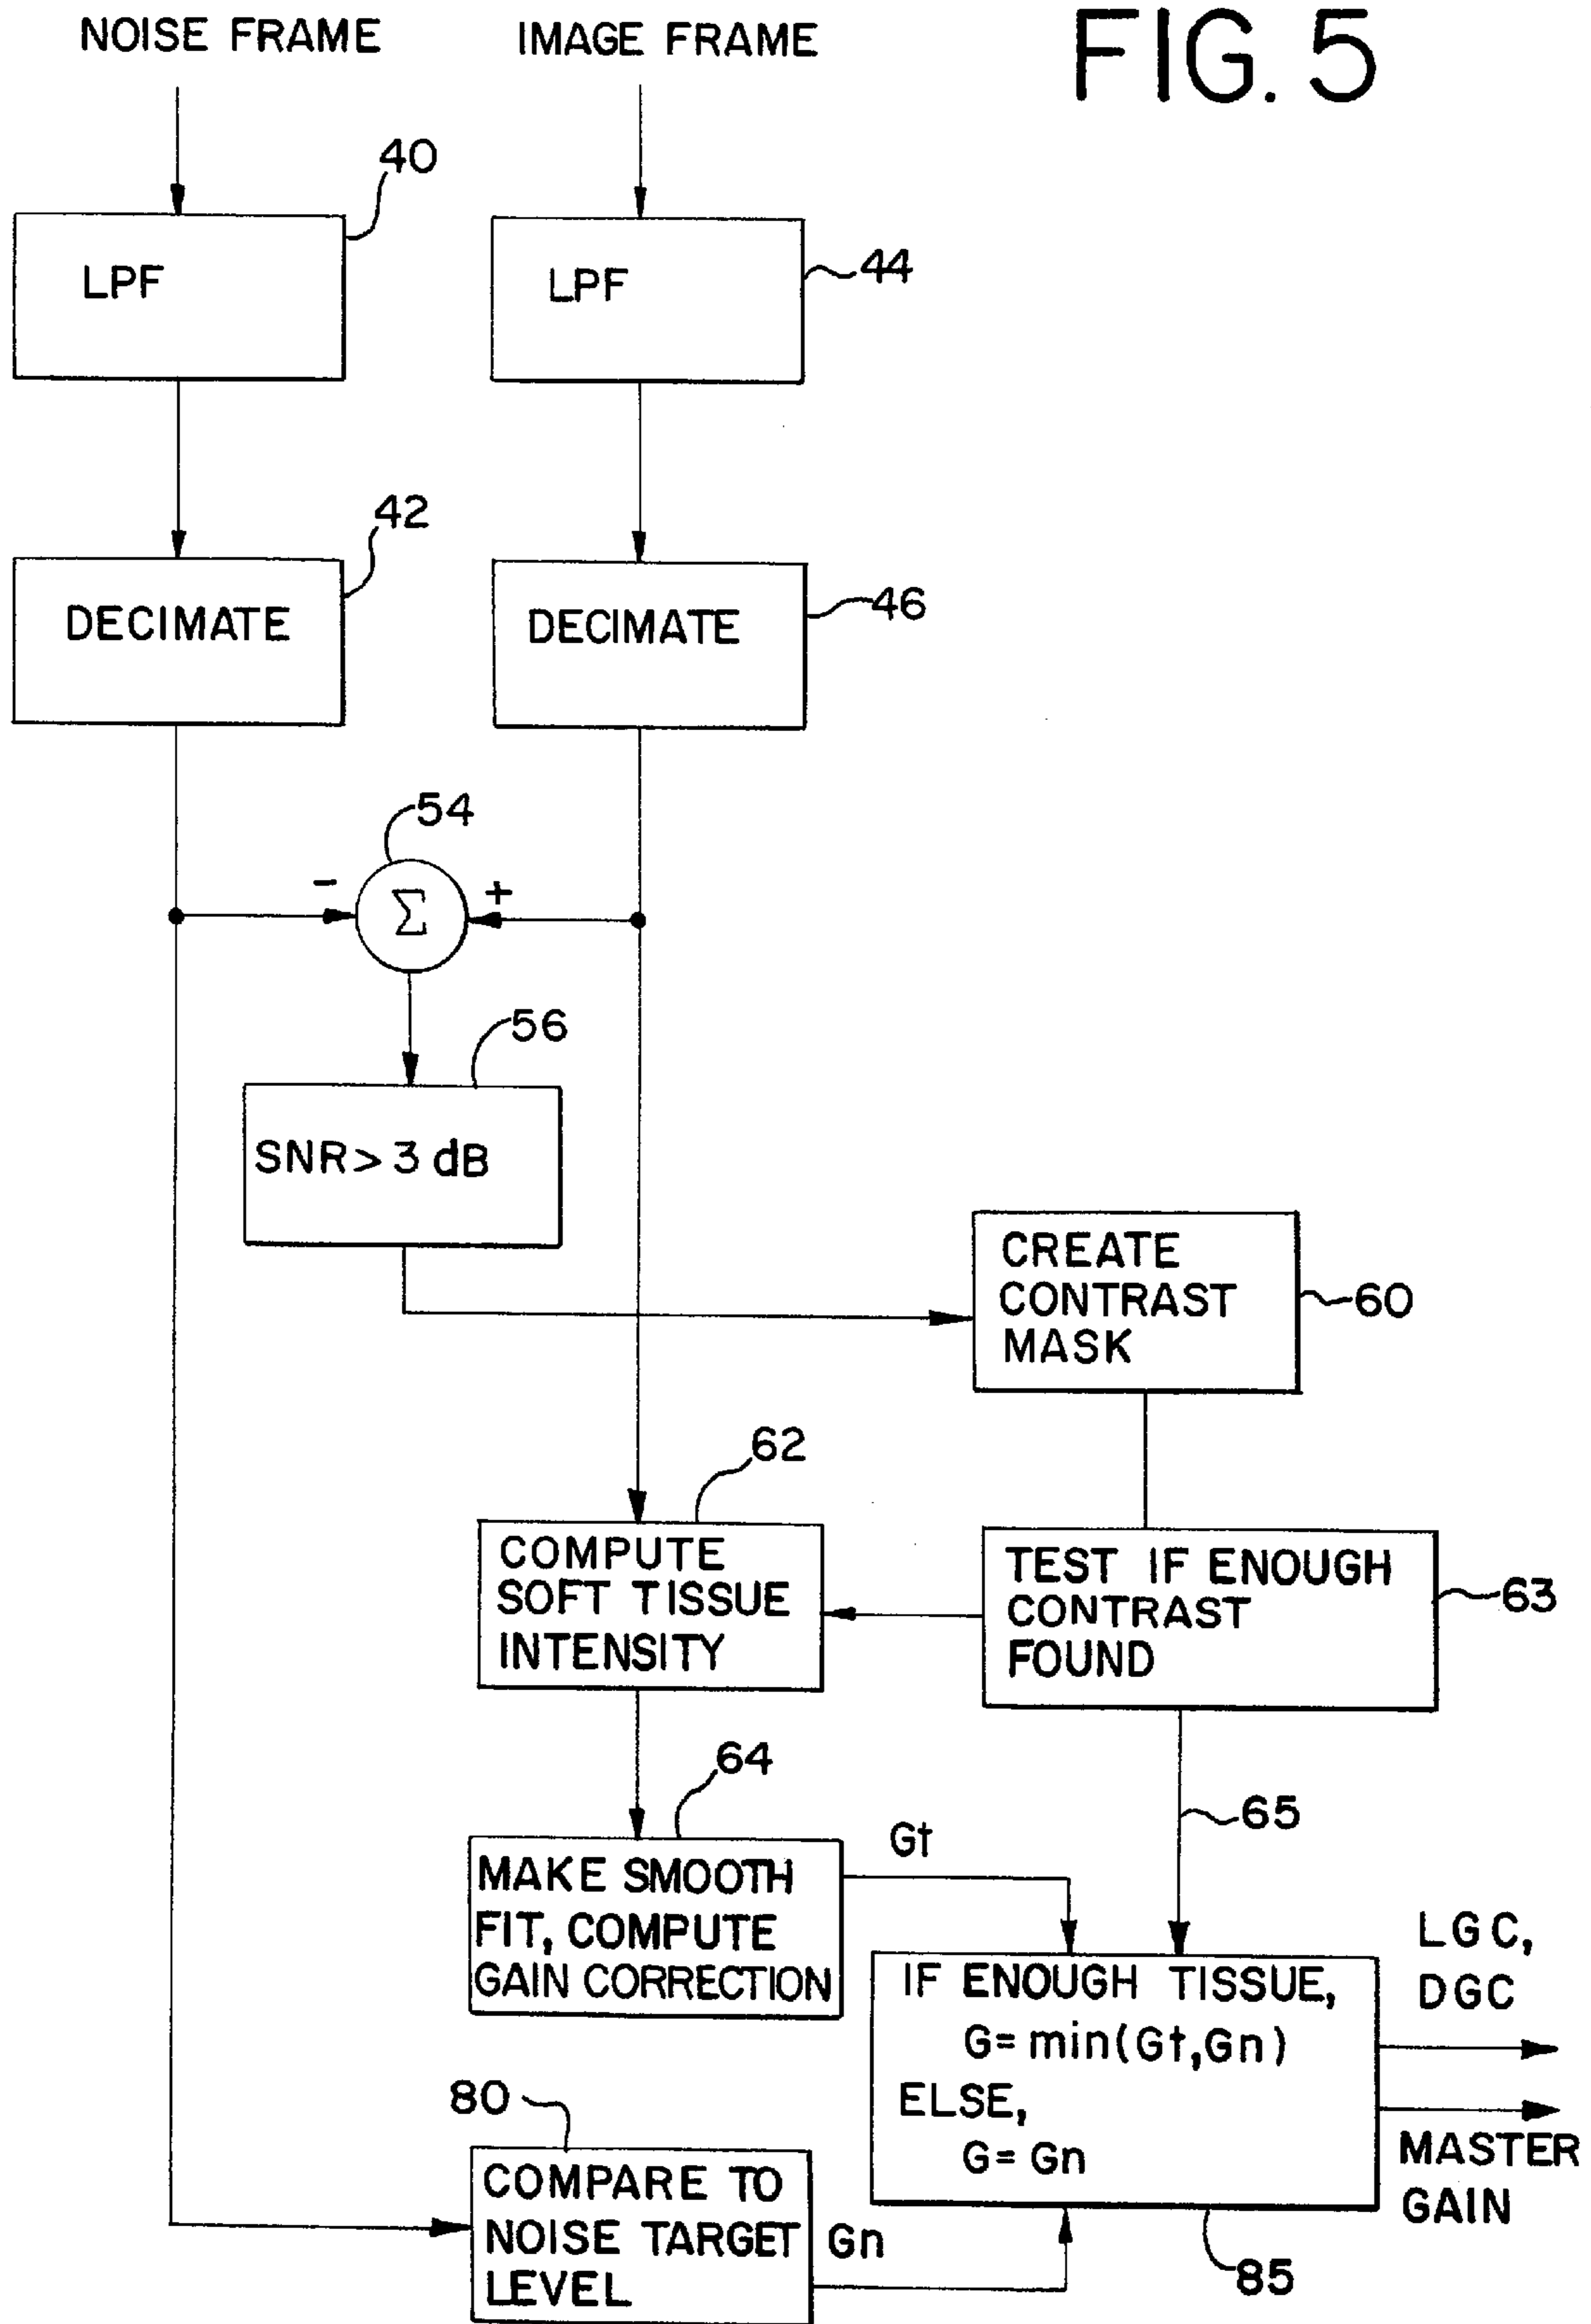 FIG. 5
NOISE FRAME
IMAGE FRAME
40
LPF
LPF
44
42
DECIMATE
DECIMATE
46
54
-
Σ
+
56
SNR > 3 dB
CREATE
CONTRAST
MASK
60
62
COMPUTE
SOFT TISSUE
INTENSITY
TEST IF ENOUGH
CONTRAST
FOUND
63
64
65
MAKE SMOOTH
FIT, COMPUTE
GAIN CORRECTION
Gt
IF ENOUGH TISSUE,
G= min(Gt,Gn)
ELSE,
G= Gn
LGC,
DGC
MASTER
GAIN
80
COMPARE TO
NOISE TARGET
LEVEL
Gn
85